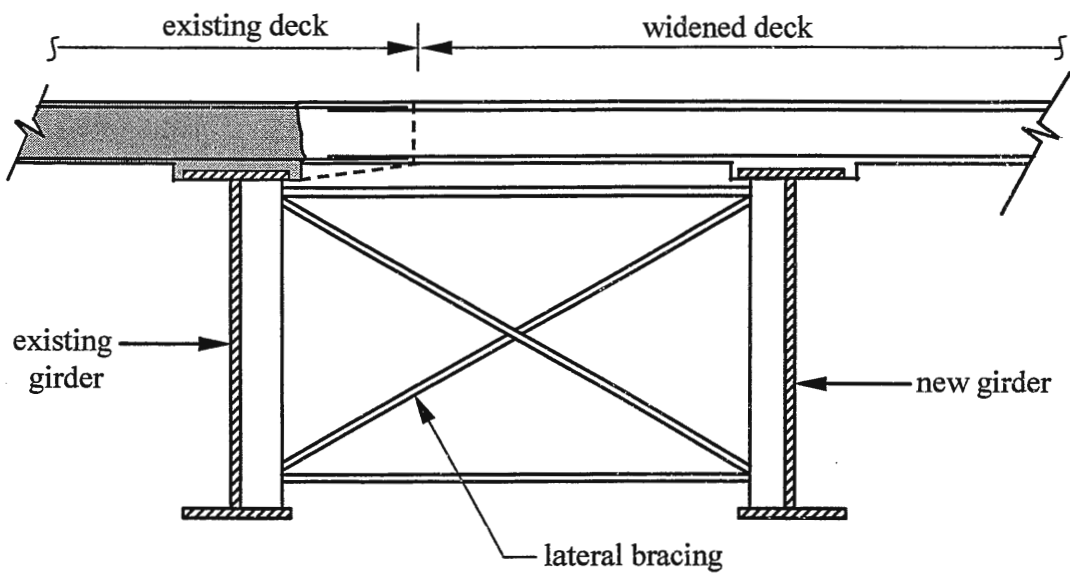 existing deck
widened deck
existing
girder
new girder
lateral bracing